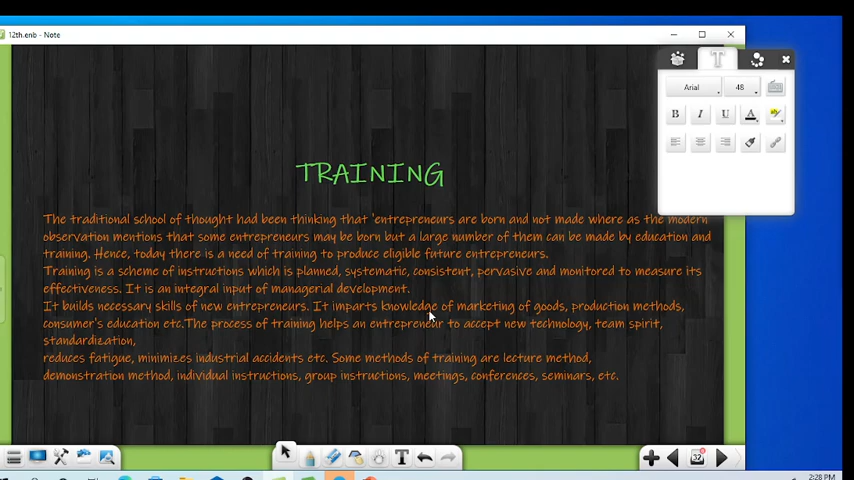 12th.enb - Note
Arial 48
B I U A
TRAINING
The traditional school of thought had been thinking that 'entrepreneurs are born and not made where as the modern
observation mentions that some entrepreneurs may be born but a large number of them can be made by education and
training. Hence, today there is a need of training to produce eligible future entrepreneurs.
Training is a scheme of instructions which is planned, systematic, consistent, pervasive and monitored to measure its
effectiveness. It is an integral input of managerial development.
It builds necessary skills of new entrepreneurs. It imparts knowledge of marketing of goods, production methods,
consumer's education etc.The process of training helps an entrepreneur to accept new technology, team spirit,
standardization,
reduces fatigue, minimizes industrial accidents etc. Some methods of training are lecture method,
demonstration method, individual instructions, group instructions, meetings, conferences, seminars, etc.
T
32
2:28 PM